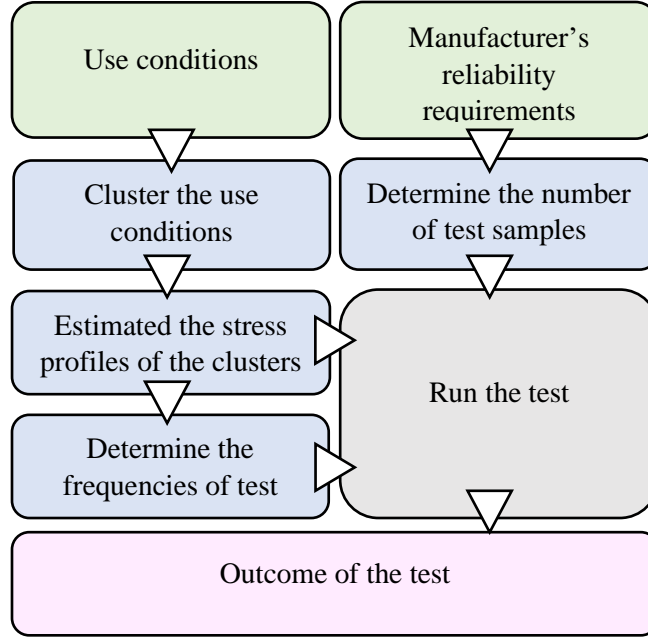 Use conditions
Manufacturer’s
reliability
requirements
Cluster the use
conditions
Determine the number
of test samples
Estimated the stress
profiles of the clusters
Run the test
Determine the
frequencies of test
Outcome of the test